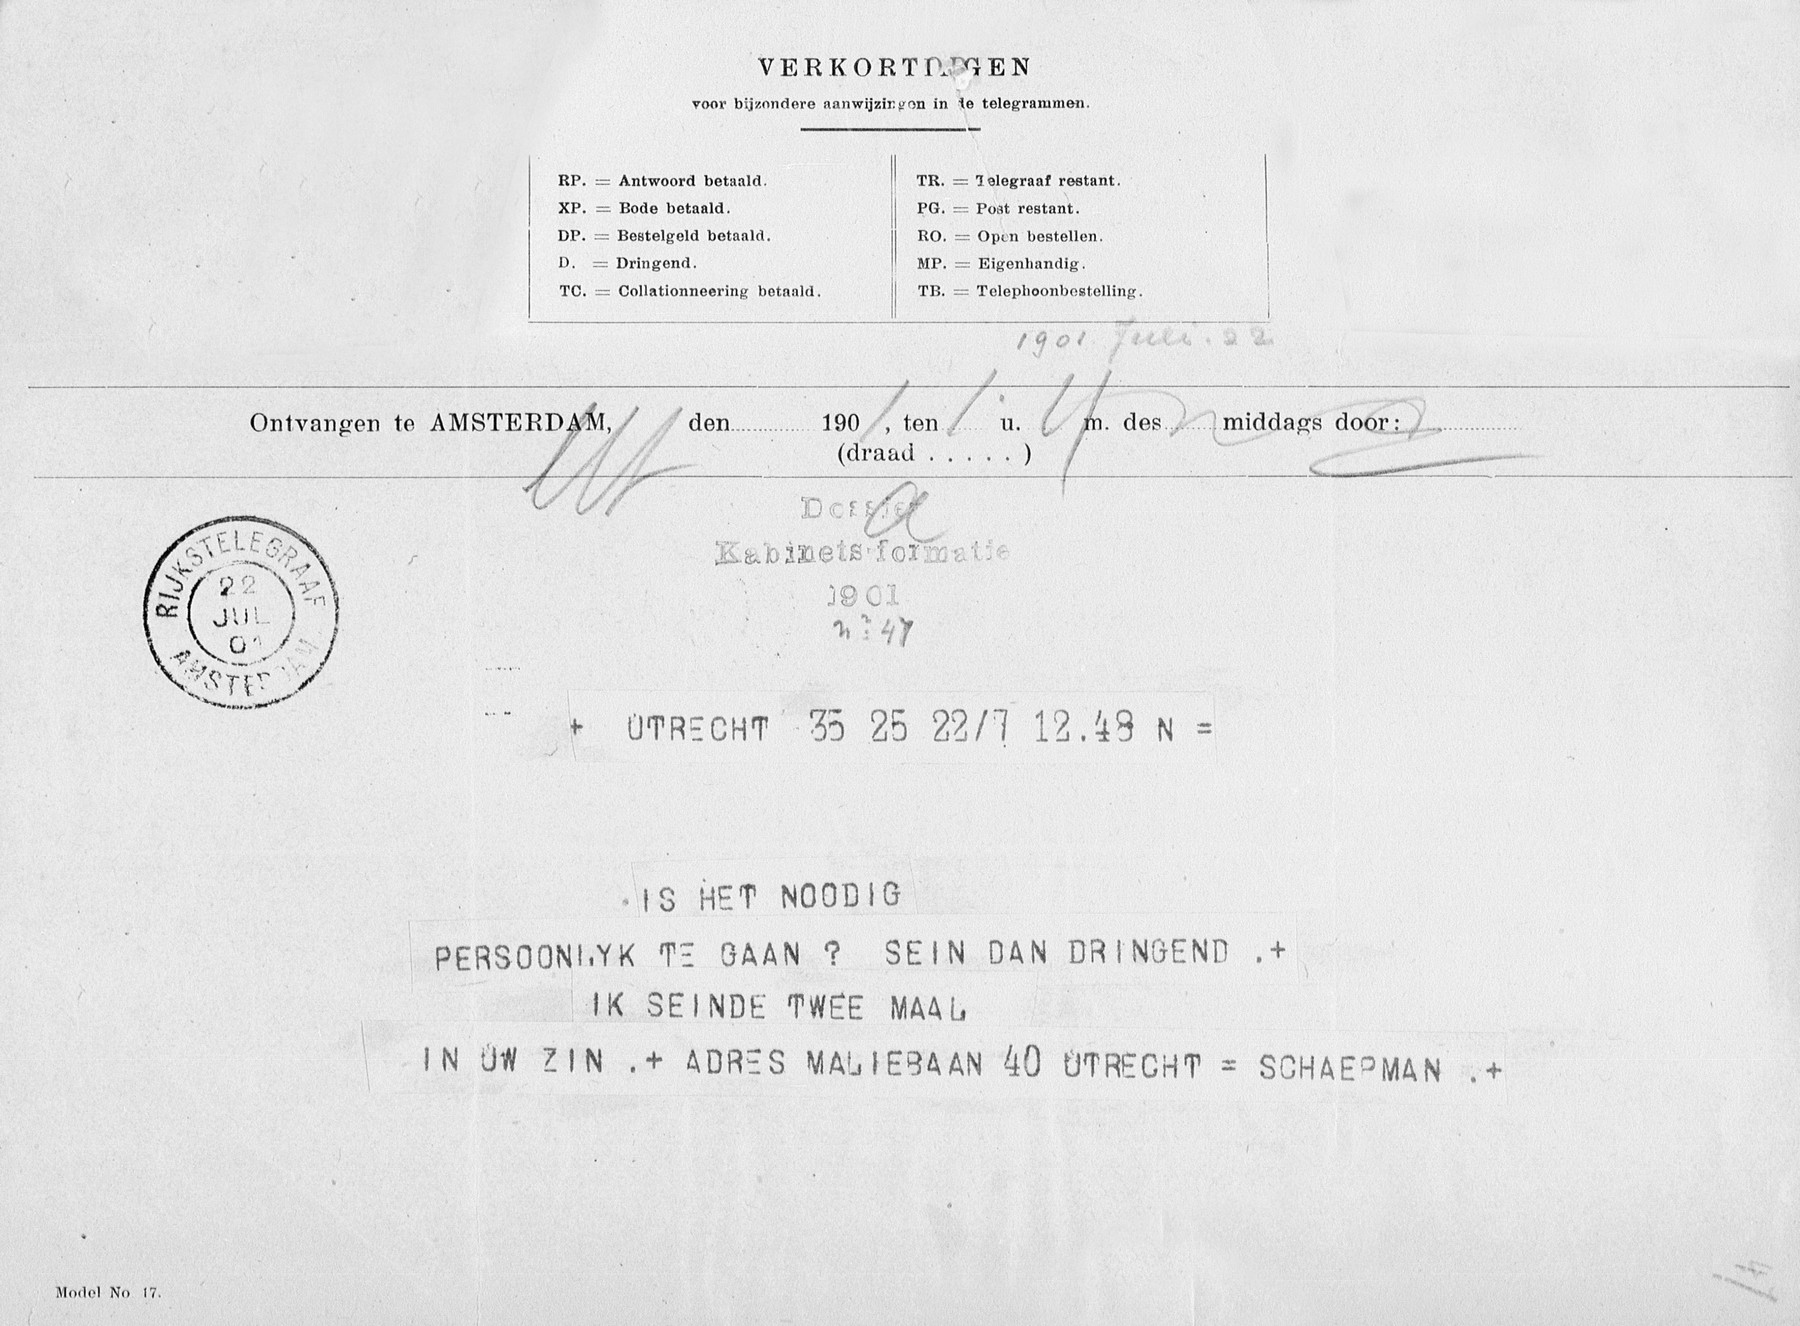 VERKORTINGEN
voor bijzondere aanwijzingen in de telegrammen.
RP. = Antwoord betaald.
XP. = Bode betaald.
DP. = Bestelgeld betaald.
D. = Dringend.
TC. = Collationneering betaald.
TR. = Telegraaf restant.
PG. = Post restant.
RO. = Open bestellen.
MP. = Eigenhandig.
TB. = Telephoonbestelling.
1901 Juli. 22
Ontvangen te AMSTERDAM, den 190 , ten u. m. des middags door:
(draad . . . . . )
Dossier
Kabinets-formatie
1901
nº 47
RIJKSTELEGRAAF
22
JUL
01
AMSTERDAM
+ UTRECHT 35 25 22/7 12.48 N =
IS HET NOODIG
PERSOONLYK TE GAAN ? SEIN DAN DRINGEND .+
IK SEINDE TWEE MAAL
IN UW ZIN .+ ADRES MALIEBAAN 40 UTRECHT = SCHAEPMAN .+
Model No 17.